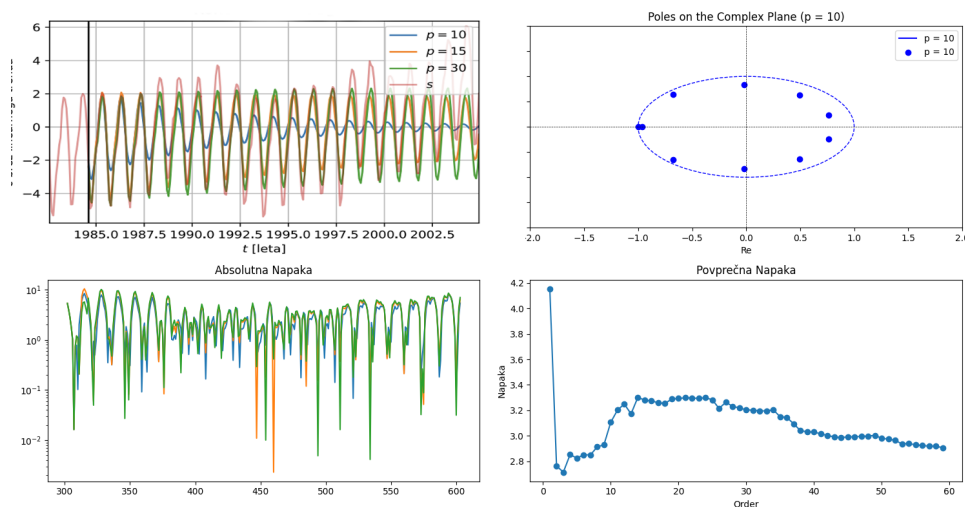 6
4
2
0
−2
−4
p = 10
p = 15
p = 30
s
1985.0 1987.5 1990.0 1992.5 1995.0 1997.5 2000.0 2002.5
t [leta]
Poles on the Complex Plane (p = 10)
p = 10
p = 10
−2.0 −1.5 −1.0 −0.5 0.0 0.5 1.0 1.5 2.0
Re
Absolutna Napaka
10¹
10⁰
10⁻¹
10⁻²
300 350 400 450 500 550 600
Povprečna Napaka
Napaka
4.2
4.0
3.8
3.6
3.4
3.2
3.0
2.8
0 10 20 30 40 50 60
Order